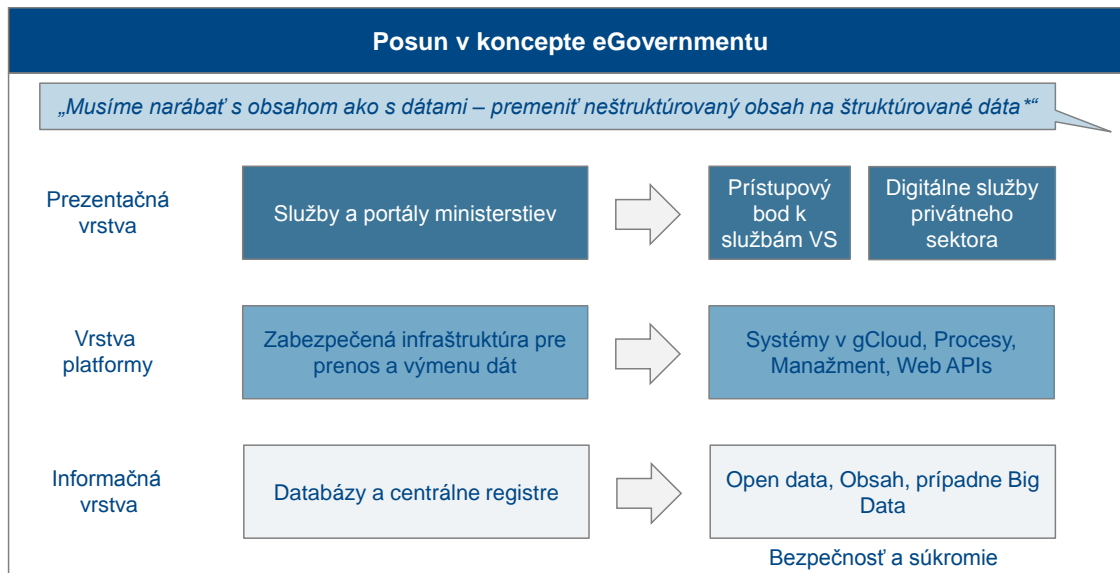 Posun v koncepte eGovernmentu
„Musíme narábať s obsahom ako s dátami – premeniť neštruktúrovaný obsah na štruktúrované dáta*“
Prezentačná
vrstva
Služby a portály ministerstiev
Prístupový
bod k
službám VS
Digitálne služby
privátneho
sektora
Vrstva
platformy
Zabezpečená infraštruktúra pre
prenos a výmenu dát
Systémy v gCloud, Procesy,
Manažment, Web APIs
Informačná
vrstva
Databázy a centrálne registre
Open data, Obsah, prípadne Big
Data
Bezpečnosť a súkromie